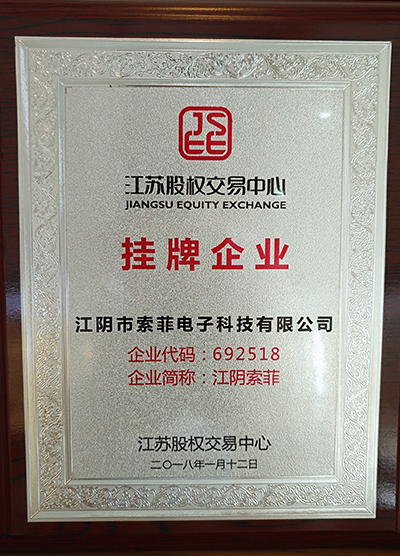 JS
EE
江苏股权交易中心
JIANGSU EQUITY EXCHANGE
挂牌企业
江阴市索菲电子科技有限公司
企业代码：692518
企业简称：江阴索菲
江苏股权交易中心
二〇一八年一月十二日